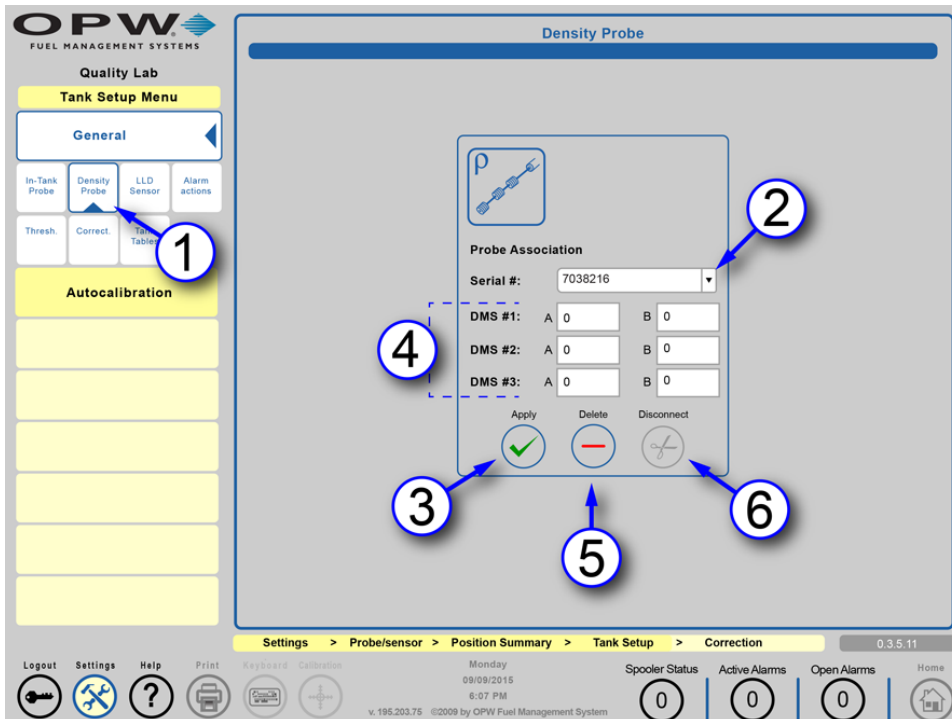 OPW
FUEL MANAGEMENT SYSTEMS
Quality Lab
Tank Setup Menu
General
In-Tank Probe
Density Probe
LLD Sensor
Alarm actions
Thresh.
Correct.
Tank Tables
Autocalibration
Density Probe
ρ
Probe Association
Serial #: 7038216
DMS #1: A 0 B 0
DMS #2: A 0 B 0
DMS #3: A 0 B 0
Apply Delete Disconnect
1
2
3
4
5
6
Settings > Probe/sensor > Position Summary > Tank Setup > Correction
0.3.5.11
Logout Settings Help Print Keyboard Calibration
?
Monday
09/09/2015
6:07 PM
v. 195.203.75 ©2009 by OPW Fuel Management System
Spooler Status Active Alarms Open Alarms Home
0 0 0